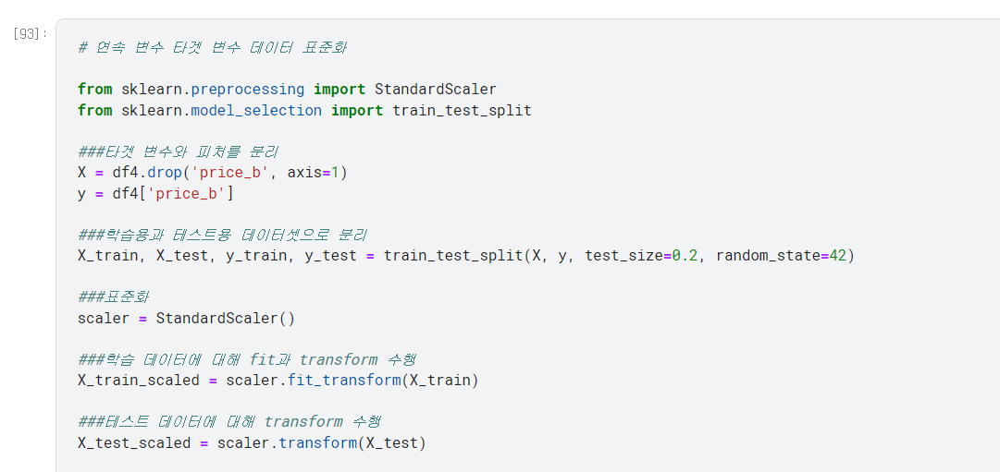 [93]:
# 연속 변수 타겟 변수 데이터 표준화
from sklearn.preprocessing import StandardScaler
from sklearn.model_selection import train_test_split
###타겟 변수와 피처를 분리
X = df4.drop('price_b', axis=1)
y = df4['price_b']
###학습용과 테스트용 데이터셋으로 분리
X_train, X_test, y_train, y_test = train_test_split(X, y, test_size=0.2, random_state=42)
###표준화
scaler = StandardScaler()
###학습 데이터에 대해 fit과 transform 수행
X_train_scaled = scaler.fit_transform(X_train)
###테스트 데이터에 대해 transform 수행
X_test_scaled = scaler.transform(X_test)